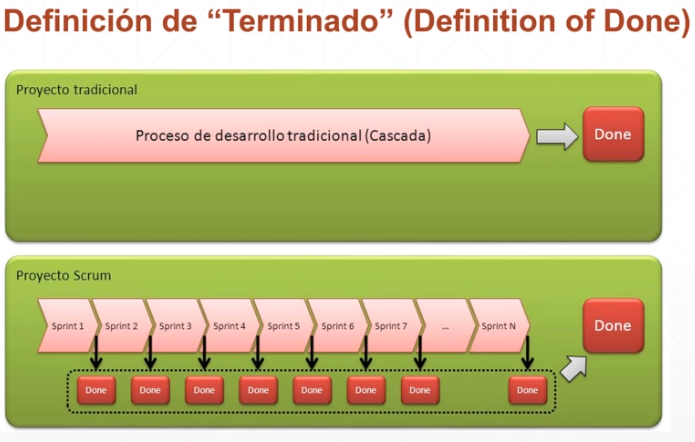 Definición de “Terminado” (Definition of Done)
Proyecto tradicional
Proceso de desarrollo tradicional (Cascada)
Done
Proyecto Scrum
Sprint 1
Sprint 2
Sprint 3
Sprint 4
Sprint 5
Sprint 6
Sprint 7
...
Sprint N
Done
Done
Done
Done
Done
Done
Done
Done
Done